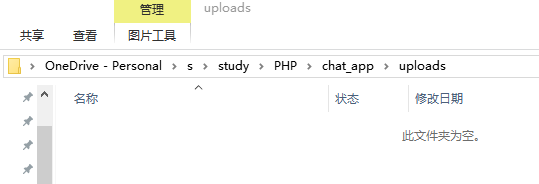 管理 uploads
共享 查看 图片工具
OneDrive - Personal > s > study > PHP > chat_app > uploads
名称 状态 修改日期
此文件夹为空。